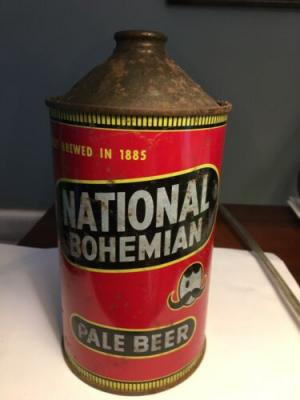 BREWED IN 1885
NATIONAL
BOHEMIAN
PALE BEER